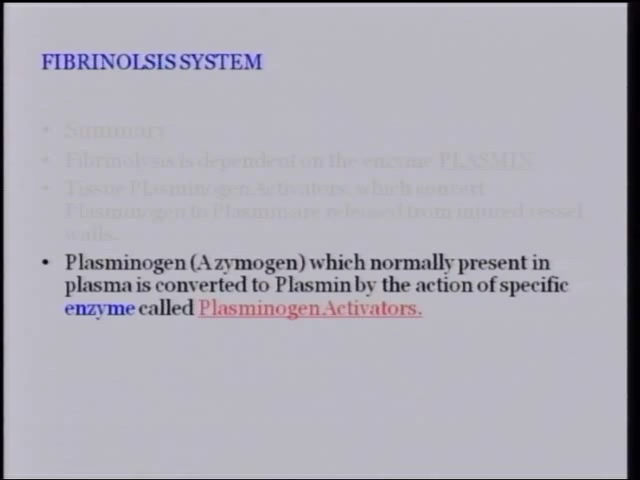 FIBRINOLSIS SYSTEM
• Summary
• Fibrinolysis is dependent on the enzyme PLASMIN
• Tissue Plasminogen Activators, which convert
Plasminogen to Plasmin are released from injured vessel
walls.
• Plasminogen (A zymogen) which normally present in
plasma is converted to Plasmin by the action of specific
enzyme called Plasminogen Activators.